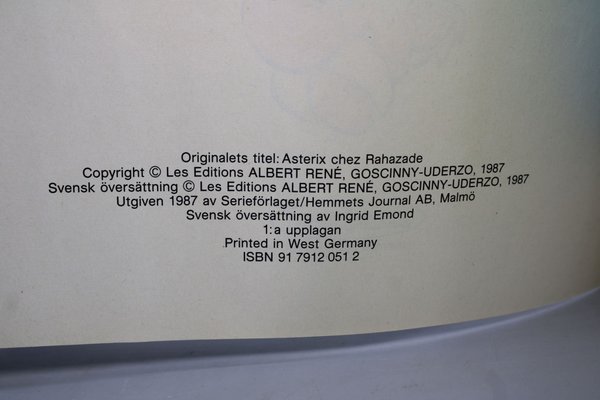 Originalets titel: Asterix chez Rahazade
Copyright © Les Editions ALBERT RENÉ, GOSCINNY-UDERZO, 1987
Svensk översättning © Les Editions ALBERT RENÉ, GOSCINNY-UDERZO, 1987
Utgiven 1987 av Serieförlaget/Hemmets Journal AB, Malmö
Svensk översättning av Ingrid Emond
1:a upplagan
Printed in West Germany
ISBN 91 7912 051 2